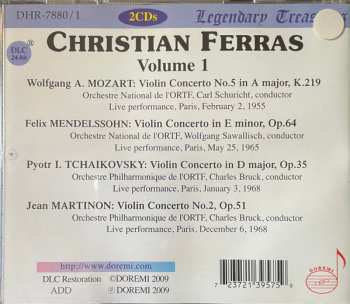 DHR-7880/1
2CDs
Legendary Treasures
DLC
24-bit
CHRISTIAN FERRAS
Volume 1
Wolfgang A. MOZART: Violin Concerto No.5 in A major, K.219
Orchestre National de l'ORTF, Carl Schuricht, conductor
Live performance, Paris, February 2, 1955
Felix MENDELSSOHN: Violin Concerto in E minor, Op.64
Orchestre National de l'ORTF, Wolfgang Sawallisch, conductor
Live performance, Paris, May 25, 1965
Pyotr I. TCHAIKOVSKY: Violin Concerto in D major, Op.35
Orchestre Philharmonique de l'ORTF, Charles Bruck, conductor
Live performance, Paris, January 3, 1968
Jean MARTINON: Violin Concerto No.2, Op.51
Orchestre Philharmonique de l'ORTF, Charles Bruck, conductor
Live performance, Paris, December 6, 1968
http://www.doremi.com
DLC Restoration ©DOREMI 2009
ADD ℗ DOREMI 2009
7 23721 39575
DOREMI